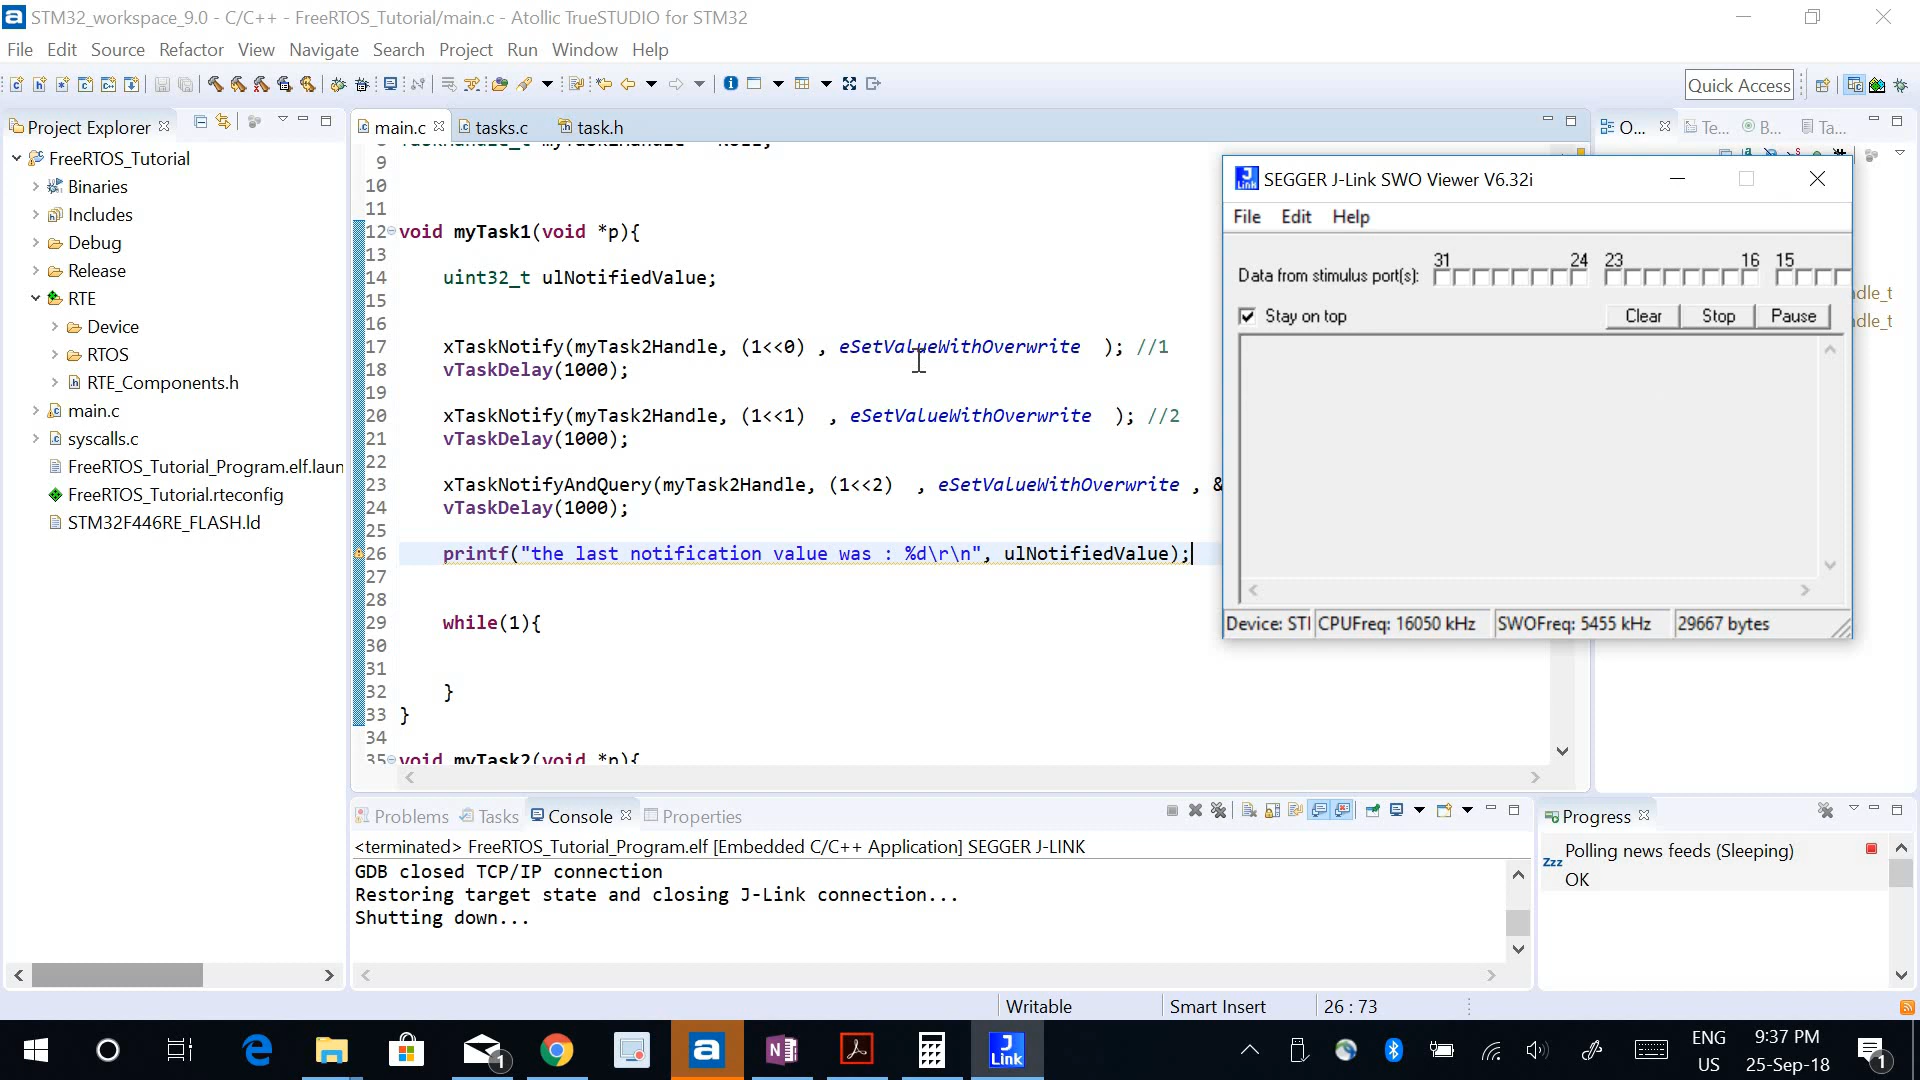 STM32_workspace_9.0 - C/C++ - FreeRTOS_Tutorial/main.c - Atollic TrueSTUDIO for STM32
File Edit Source Refactor View Navigate Search Project Run Window Help
Quick Access
Project Explorer
FreeRTOS_Tutorial
Binaries
Includes
Debug
Release
RTE
Device
RTOS
RTE_Components.h
main.c
syscalls.c
FreeRTOS_Tutorial_Program.elf.laun
FreeRTOS_Tutorial.rteconfig
STM32F446RE_FLASH.ld
main.c tasks.c task.h
9
10
11
12 void myTask1(void *p){
13
14 uint32_t ulNotifiedValue;
15
16
17 xTaskNotify(myTask2Handle, (1<<0) , eSetValueWithOverwrite ); //1
18 vTaskDelay(1000);
19
20 xTaskNotify(myTask2Handle, (1<<1) , eSetValueWithOverwrite ); //2
21 vTaskDelay(1000);
22
23 xTaskNotifyAndQuery(myTask2Handle, (1<<2) , eSetValueWithOverwrite , &
24 vTaskDelay(1000);
25
26 printf("the last notification value was : %d\r\n", ulNotifiedValue);
27
28
29 while(1){
30
31
32 }
33 }
34
35 void myTask2(void *p){
O... Te... B... Ta...
dle_t
dle_t
SEGGER J-Link SWO Viewer V6.32i
File Edit Help
31 24 23 16 15
Data from stimulus port(s):
Stay on top Clear Stop Pause
Device: STI CPUFreq: 16050 kHz SWOFreq: 5455 kHz 29667 bytes
Problems Tasks Console Properties
<terminated> FreeRTOS_Tutorial_Program.elf [Embedded C/C++ Application] SEGGER J-LINK
GDB closed TCP/IP connection
Restoring target state and closing J-Link connection...
Shutting down...
Progress
Polling news feeds (Sleeping)
OK
Writable Smart Insert 26 : 73
1
J Link
ENG
US
9:37 PM
25-Sep-18
1